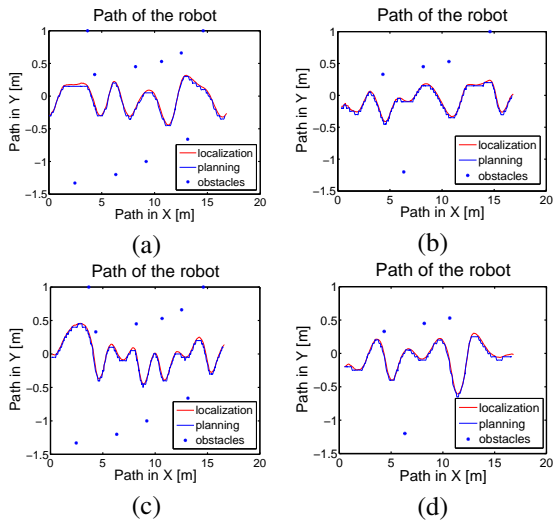 Path of the robot
Path in Y [m]
1
0.5
0
−0.5
−1
−1.5
0
5
10
15
20
Path in X [m]
localization
planning
obstacles
(a)
Path of the robot
Path in Y [m]
1
0.5
0
−0.5
−1
−1.5
0
5
10
15
20
Path in X [m]
localization
planning
obstacles
(b)
Path of the robot
Path in Y [m]
1
0.5
0
−0.5
−1
−1.5
0
5
10
15
20
Path in X [m]
localization
planning
obstacles
(c)
Path of the robot
Path in Y [m]
1
0.5
0
−0.5
−1
−1.5
0
5
10
15
20
Path in X [m]
localization
planning
obstacles
(d)